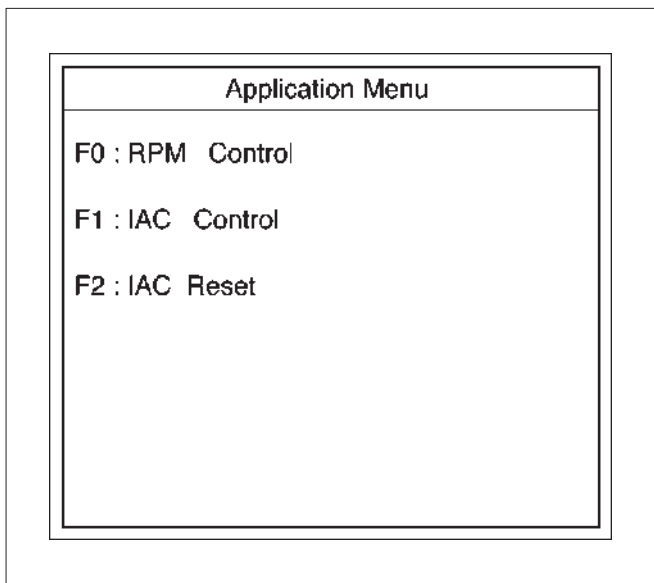 Application Menu
F0 : RPM Control
F1 : IAC Control
F2 : IAC Reset